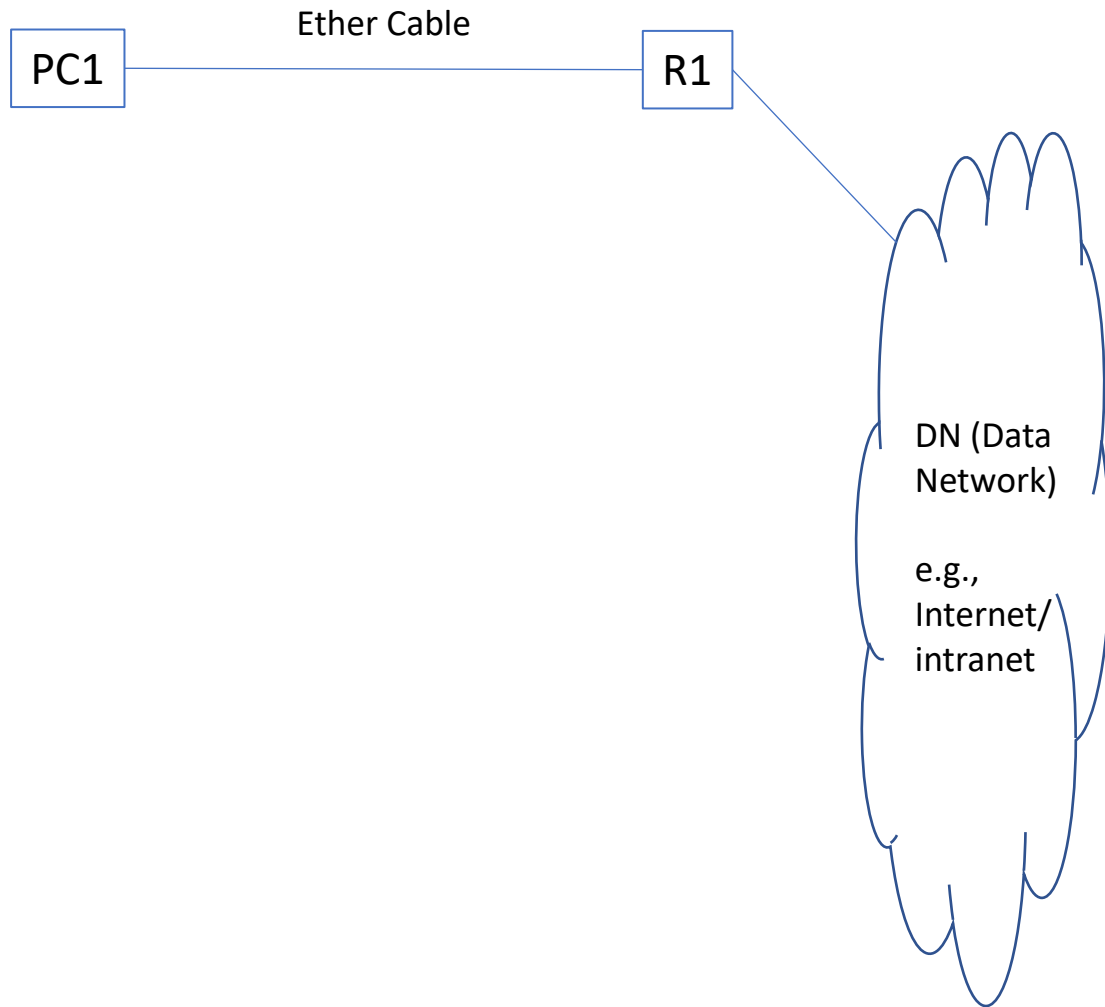 Ether Cable
PC1
R1
DN (Data
Network)
e.g.,
Internet/
intranet